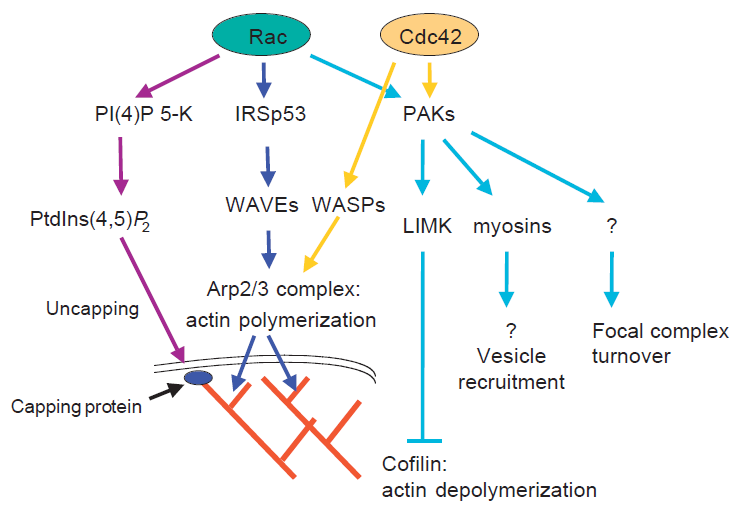 Rac
Cdc42
PI(4)P 5-K
IRSp53
PAKs
PtdIns(4,5)P2
WAVEs
WASPs
LIMK
myosins
?
Uncapping
Arp2/3 complex:
actin polymerization
?
Vesicle
recruitment
Focal complex
turnover
Capping protein
Cofilin:
actin depolymerization